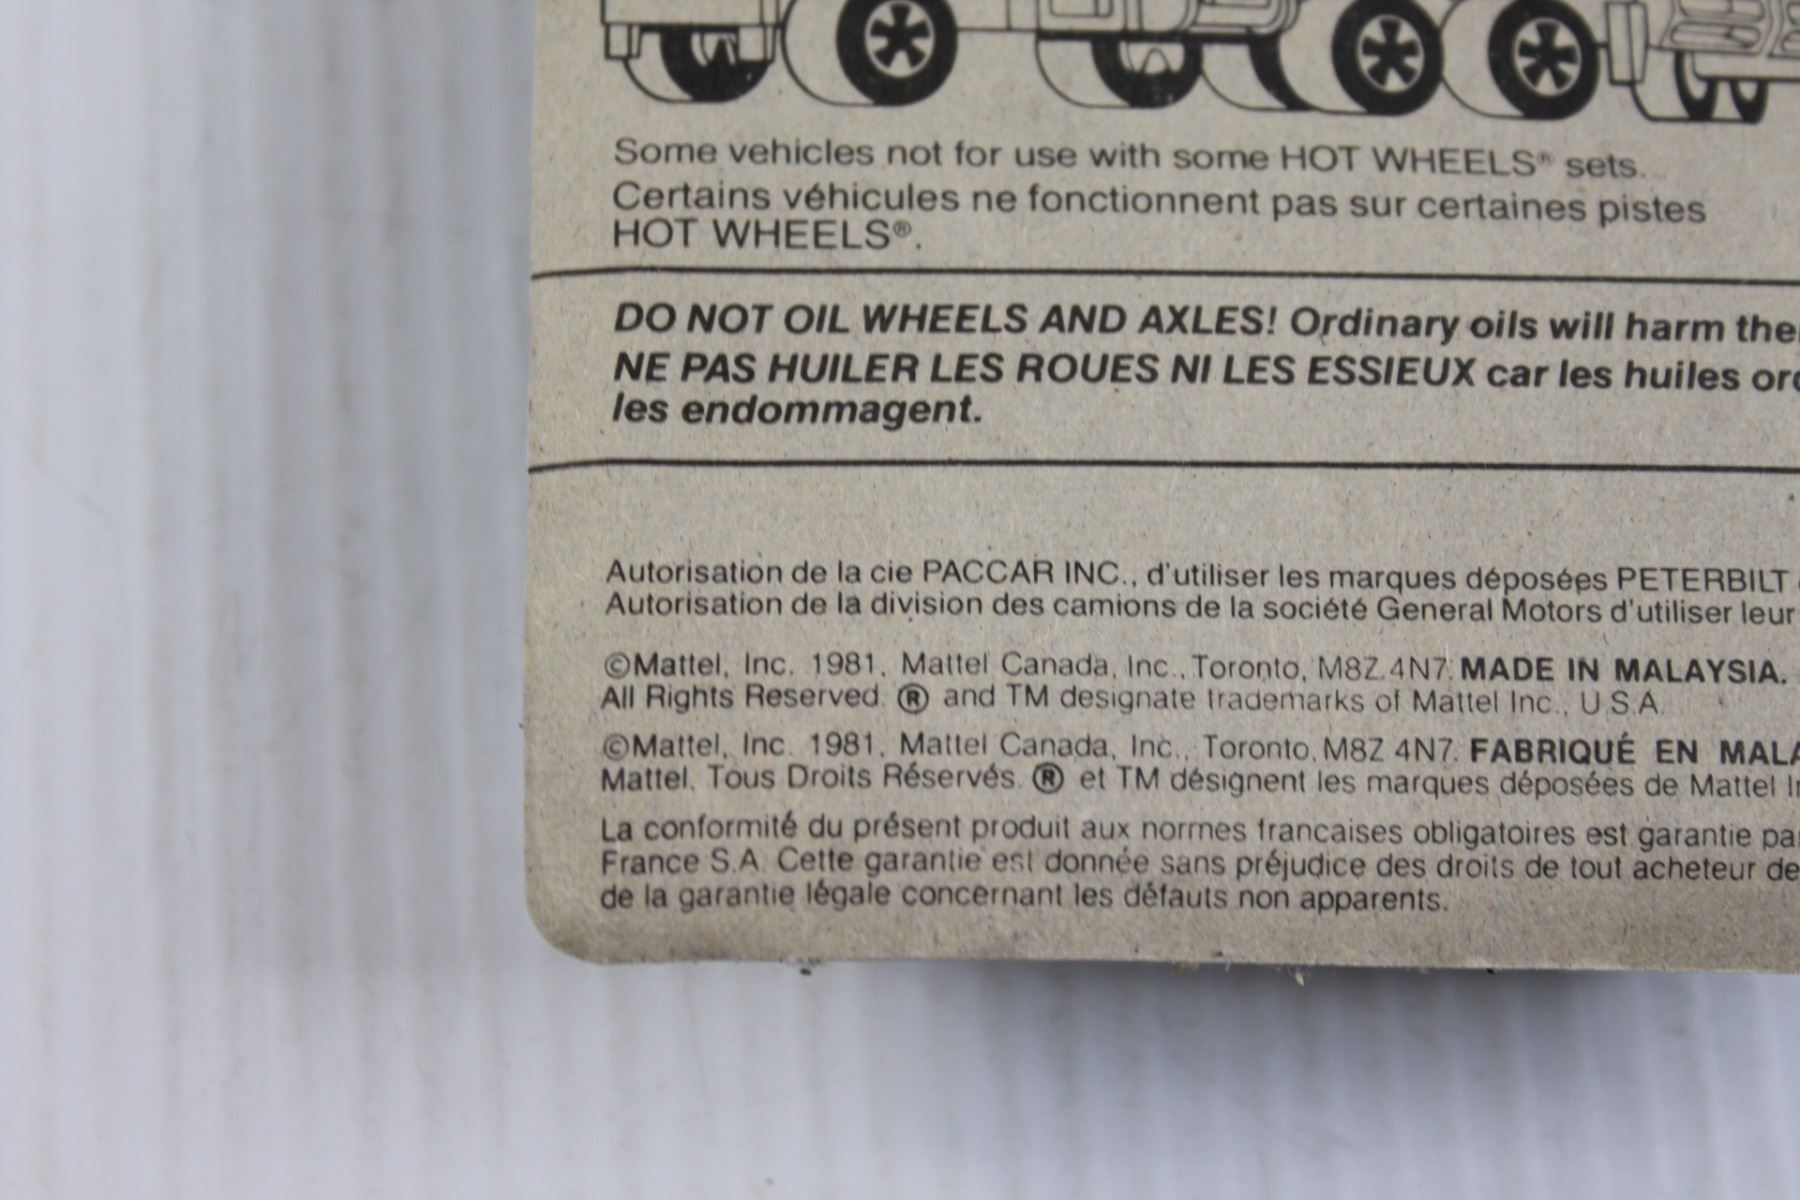 Some vehicles not for use with some HOT WHEELS® sets.
Certains véhicules ne fonctionnent pas sur certaines pistes
HOT WHEELS®.
DO NOT OIL WHEELS AND AXLES! Ordinary oils will harm
NE PAS HUILER LES ROUES NI LES ESSIEUX car les huiles
les endommagent.
Autorisation de la cie PACCAR INC., d'utiliser les marques déposées PETERBILT
Autorisation de la division des camions de la société General Motors d'utiliser leur
©Mattel, Inc. 1981, Mattel Canada, Inc., Toronto, M8Z 4N7. MADE IN MALAYSIA.
All Rights Reserved. ® and TM designate trademarks of Mattel Inc., U.S.A.
©Mattel, Inc. 1981, Mattel Canada, Inc., Toronto, M8Z 4N7. FABRIQUÉ EN
Mattel. Tous Droits Réservés. ® et TM désignent les marques déposées de Mattel
La conformité du présent produit aux normes francaises obligatoires est garantie
France S.A. Cette garantie est donnée sans préjudice des droits de tout acheteur
de la garantie légale concernant les défauts non apparents.